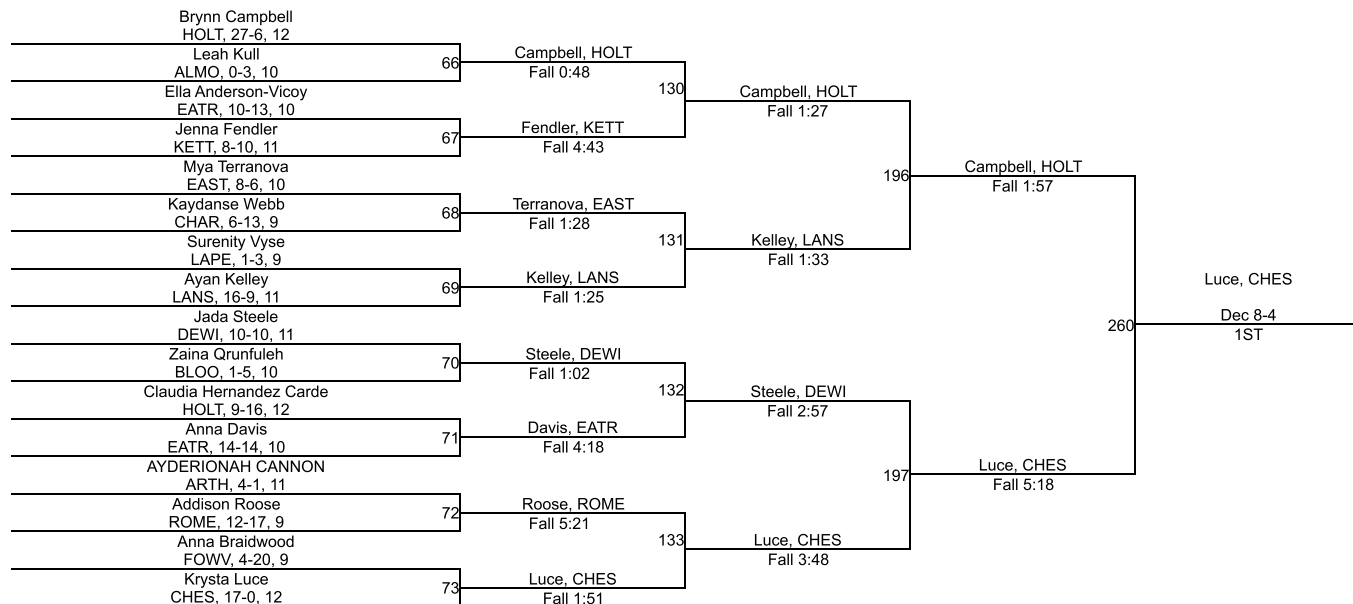 Brynn Campbell
HOLT, 27-6, 12
Leah Kull
ALMO, 0-3, 10
Ella Anderson-Vicoy
EATR, 10-13, 10
Jenna Fendler
KETT, 8-10, 11
Mya Terranova
EAST, 8-6, 10
Kaydanse Webb
CHAR, 6-13, 9
Surenity Vyse
LAPE, 1-3, 9
Ayan Kelley
LANS, 16-9, 11
Jada Steele
DEWI, 10-10, 11
Zaina Qrunfuleh
BLOO, 1-5, 10
Claudia Hernandez Carde
HOLT, 9-16, 12
Anna Davis
EATR, 14-14, 10
AYDERIONAH CANNON
ARTH, 4-1, 11
Addison Roose
ROME, 12-17, 9
Anna Braidwood
FOWV, 4-20, 9
Krysta Luce
CHES, 17-0, 12
66
67
68
69
70
71
72
73
Campbell, HOLT
Fall 0:48
Fendler, KETT
Fall 4:43
Terranova, EAST
Fall 1:28
Kelley, LANS
Fall 1:25
Steele, DEWI
Fall 1:02
Davis, EATR
Fall 4:18
Roose, ROME
Fall 5:21
Luce, CHES
Fall 1:51
130
131
132
133
Campbell, HOLT
Fall 1:27
Kelley, LANS
Fall 1:33
Steele, DEWI
Fall 2:57
Luce, CHES
Fall 3:48
196
197
Campbell, HOLT
Fall 1:57
Luce, CHES
Fall 5:18
260
Luce, CHES
Dec 8-4
1ST